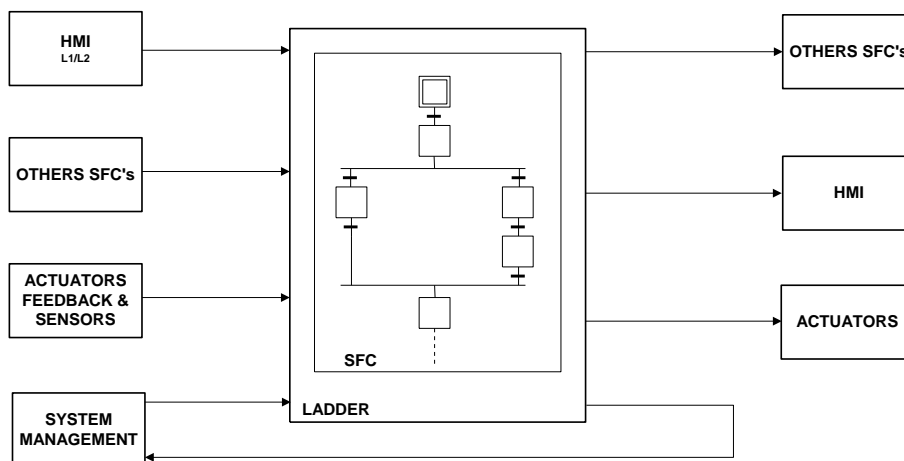 HMI
L1/L2
OTHERS SFC's
ACTUATORS
FEEDBACK &
SENSORS
SYSTEM
MANAGEMENT
SFC
LADDER
OTHERS SFC's
HMI
ACTUATORS